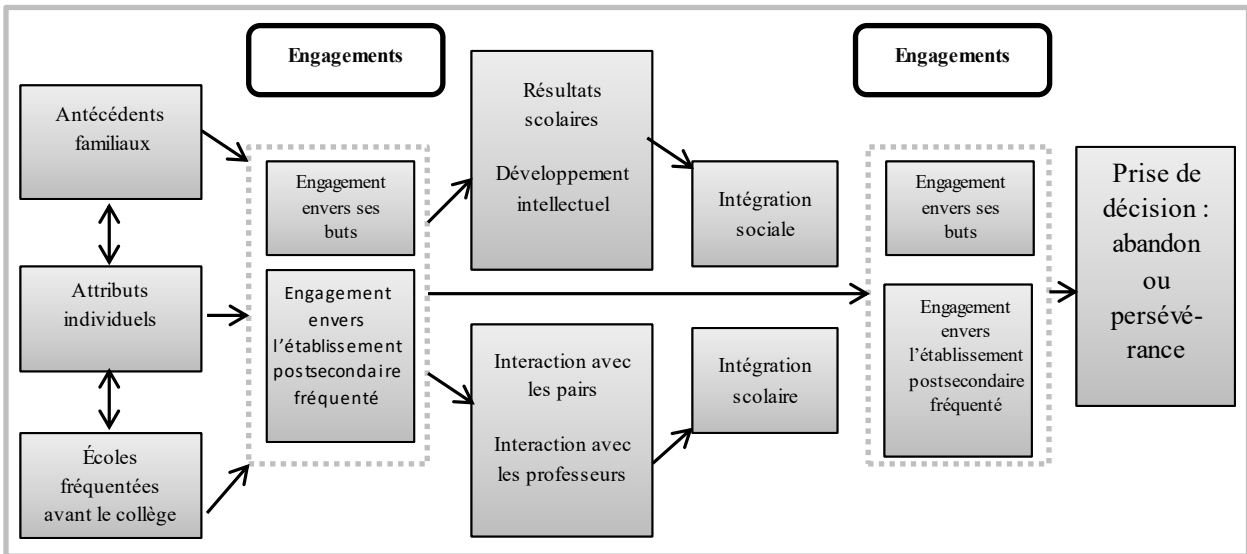 Engagements
Antécédents
familiaux
Attributs
individuels
Écoles
fréquentées
avant le collège
Engagement
envers ses
buts
Engagement
envers
l'établissement
postsecondaire
fréquenté
Résultats
scolaires
Développement
intellectuel
Interaction avec
les pairs
Interaction avec
les professeurs
Intégration
sociale
Intégration
scolaire
Engagements
Engagement
envers ses
buts
Engagement
envers
l'établissement
postsecondaire
fréquenté
Prise de
décision :
abandon
ou
persévé-
rance